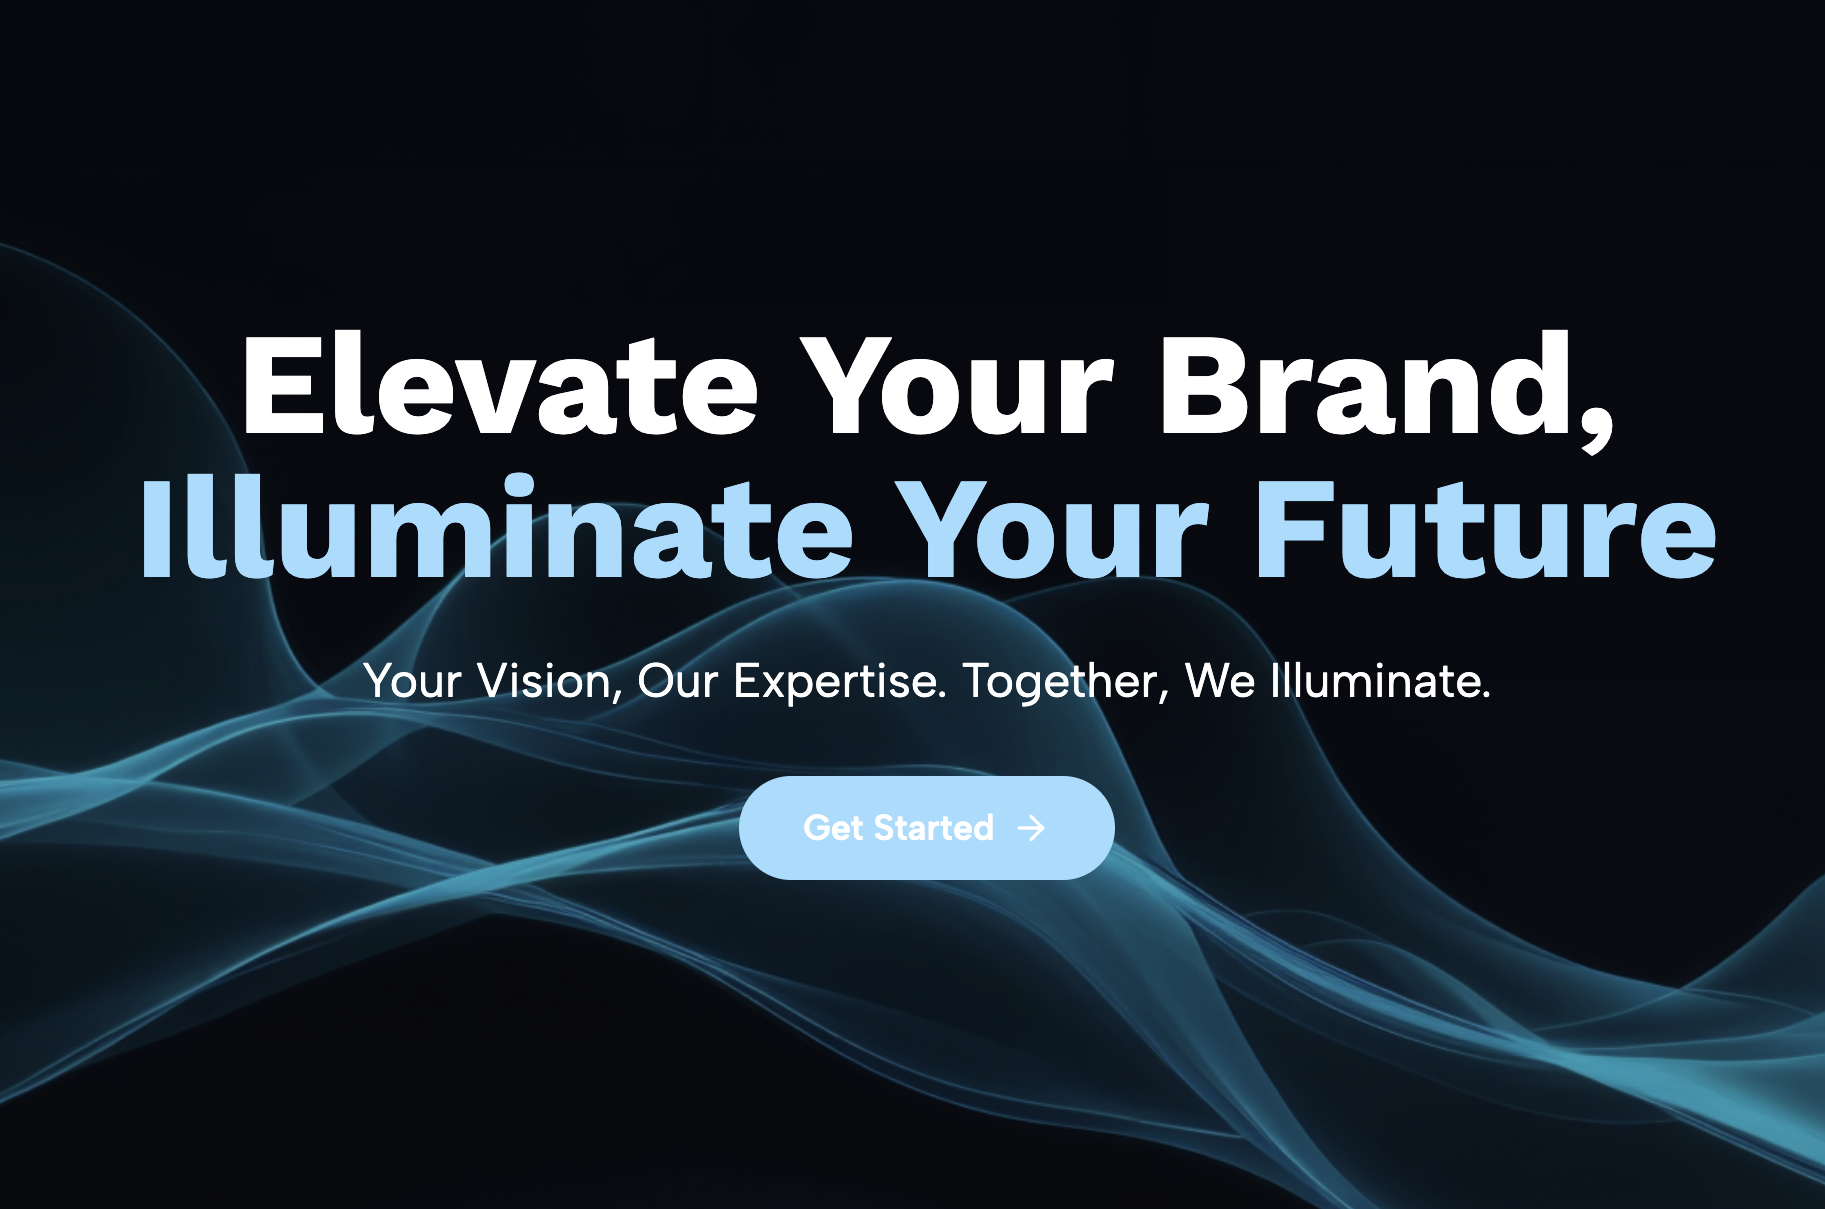 Elevate Your Brand,
Illuminate Your Future
Your Vision, Our Expertise. Together, We Illuminate.
Get Started →